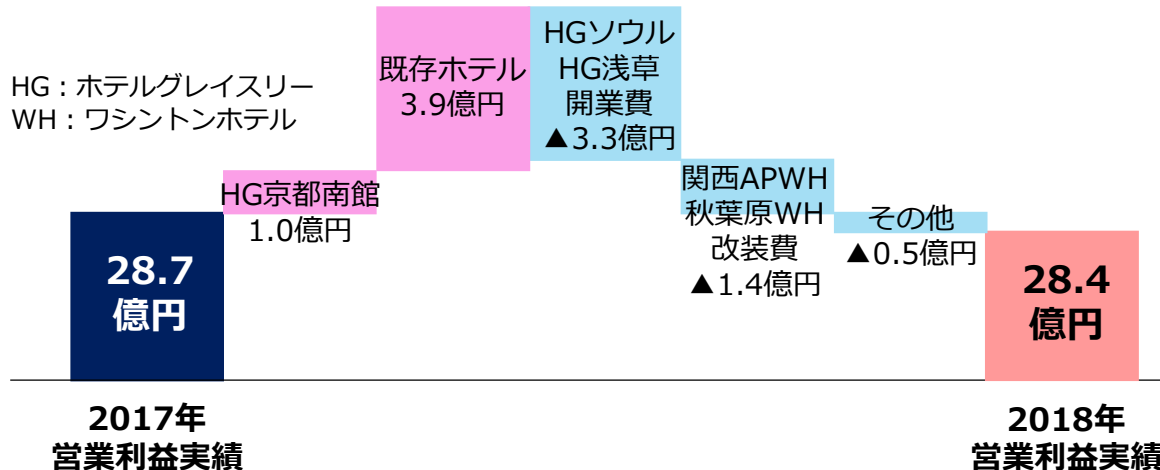 HG：ホテルグレイスリー
WH：ワシントンホテル
28.7
億円
2017年
営業利益実績
HG京都南館
1.0億円
既存ホテル
3.9億円
HGソウル
HG浅草
開業費
▲3.3億円
関西APWH
秋葉原WH
改装費
▲1.4億円
その他
▲0.5億円
28.4
億円
2018年
営業利益実績